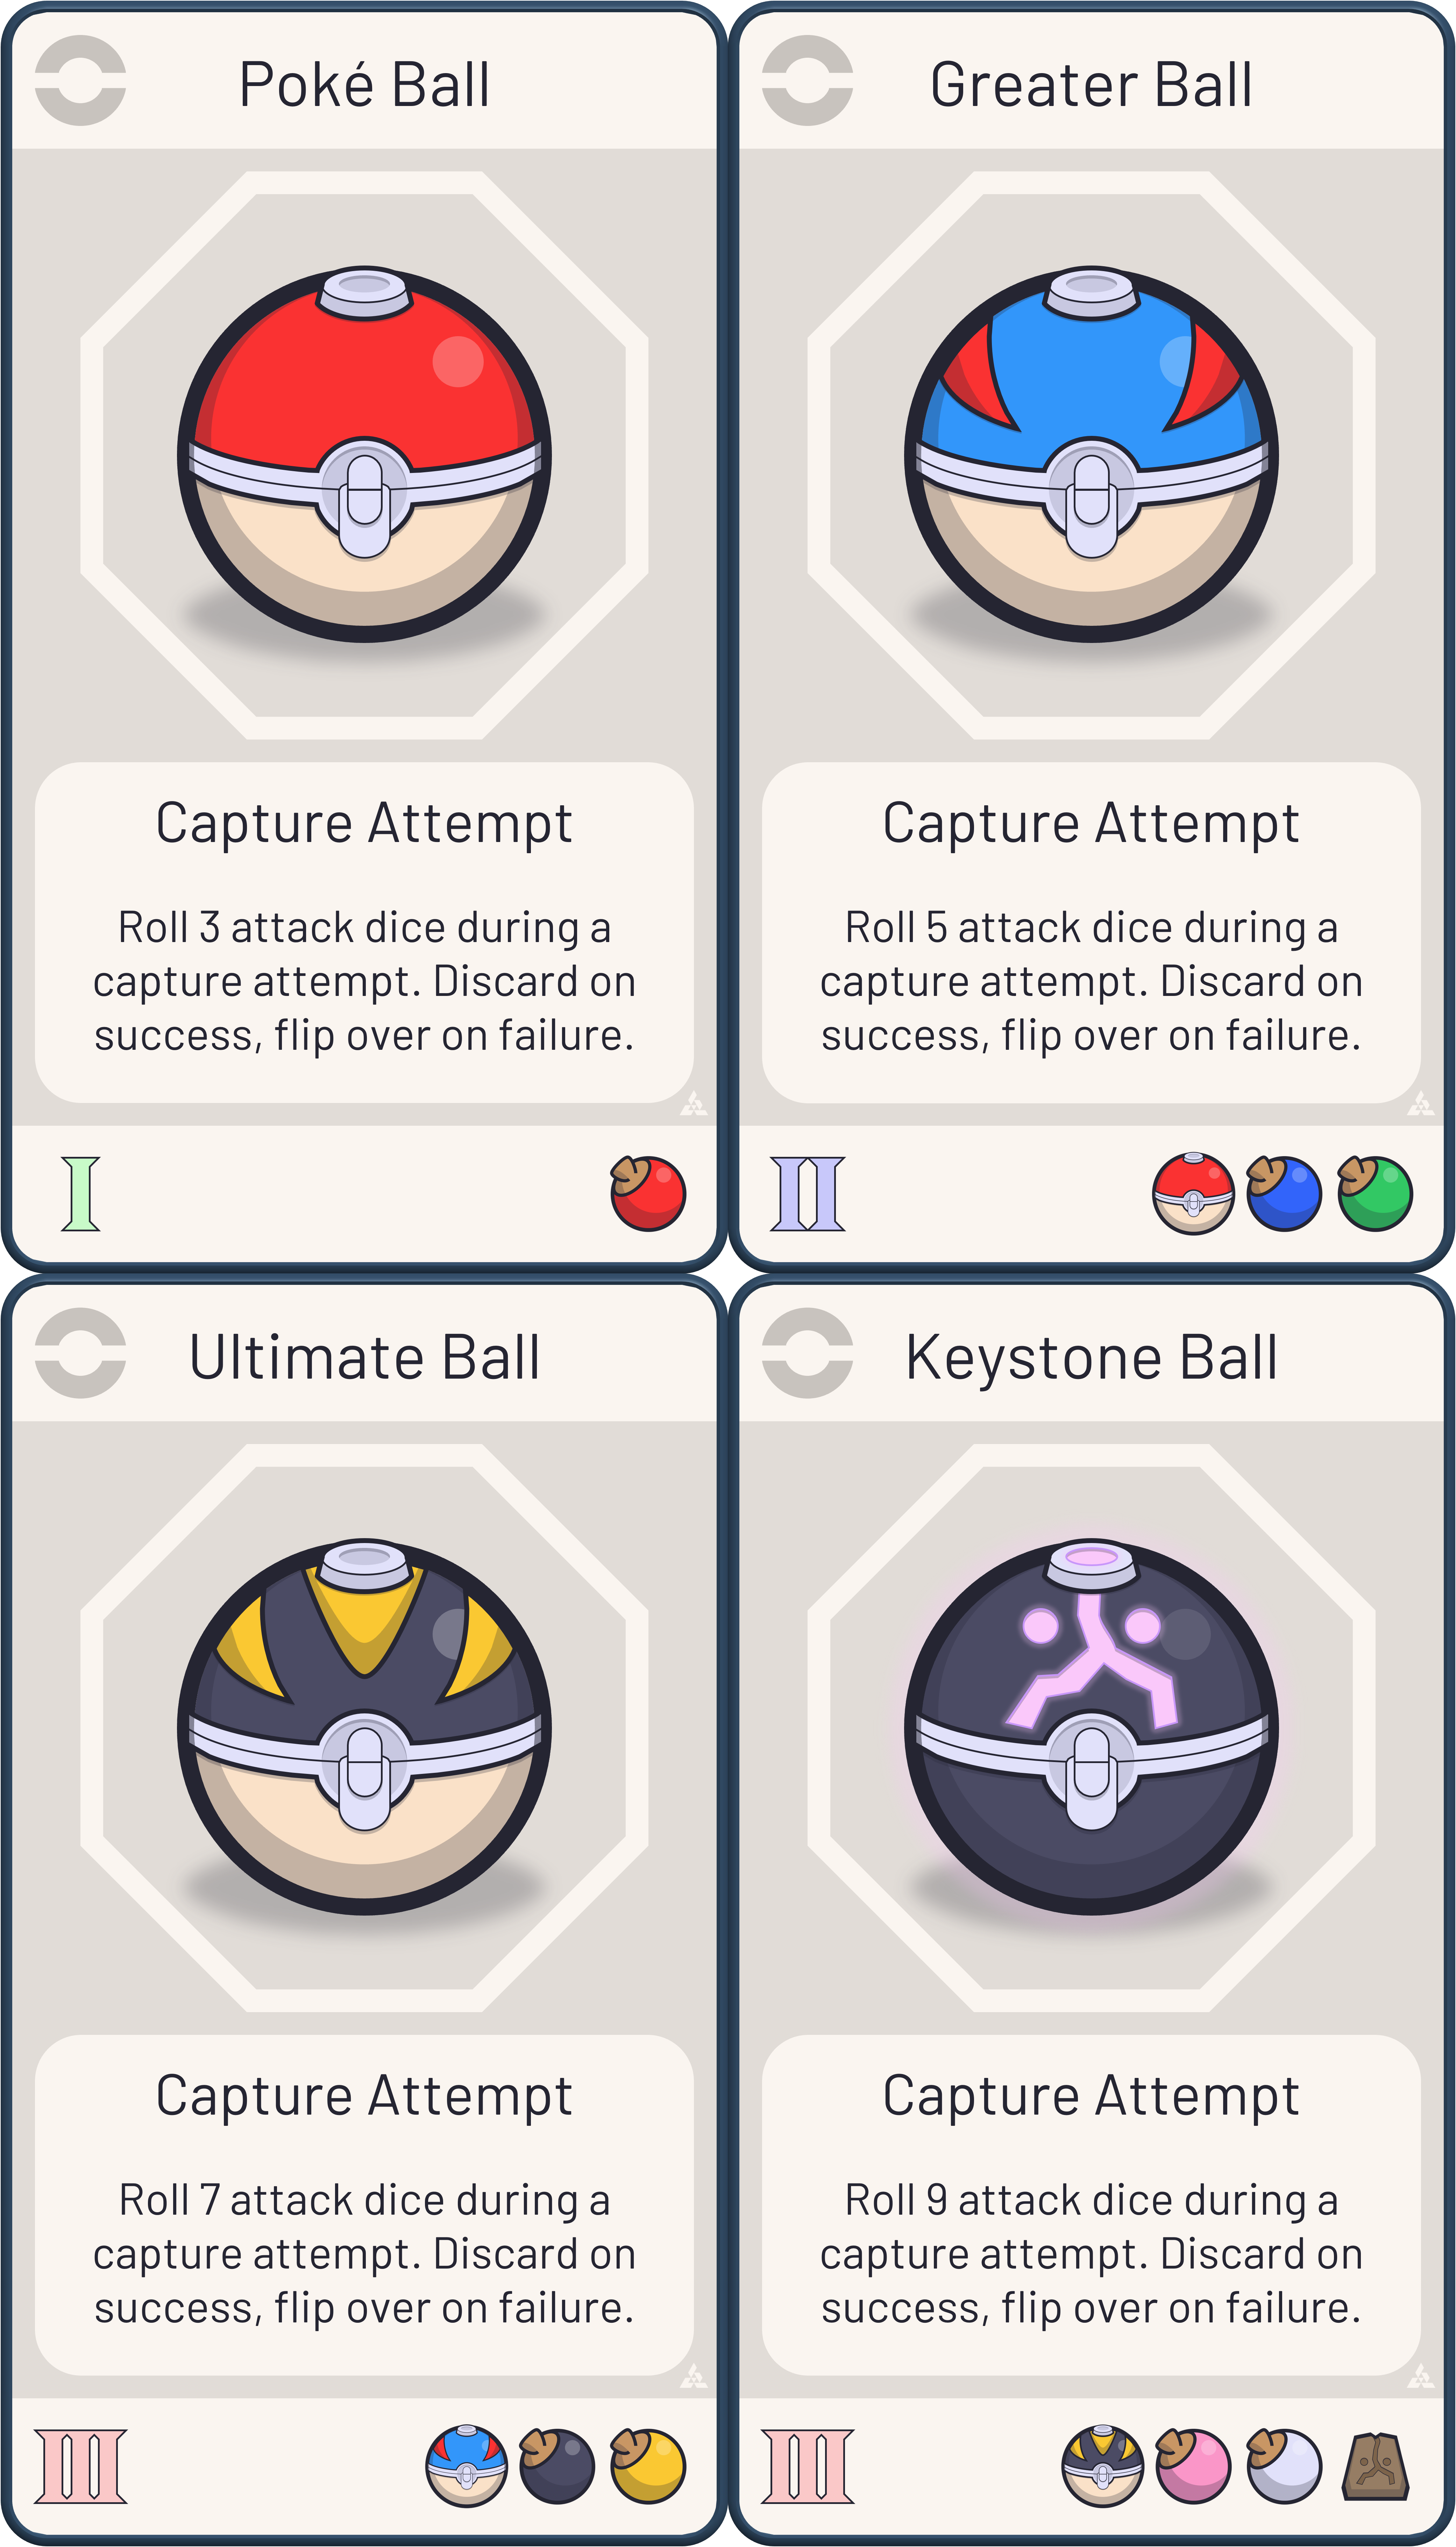 Poké Ball
Capture Attempt
Roll 3 attack dice during a
capture attempt. Discard on
success, flip over on failure.
I
Greater Ball
Capture Attempt
Roll 5 attack dice during a
capture attempt. Discard on
success, flip over on failure.
II
Ultimate Ball
Capture Attempt
Roll 7 attack dice during a
capture attempt. Discard on
success, flip over on failure.
III
Keystone Ball
Capture Attempt
Roll 9 attack dice during a
capture attempt. Discard on
success, flip over on failure.
III